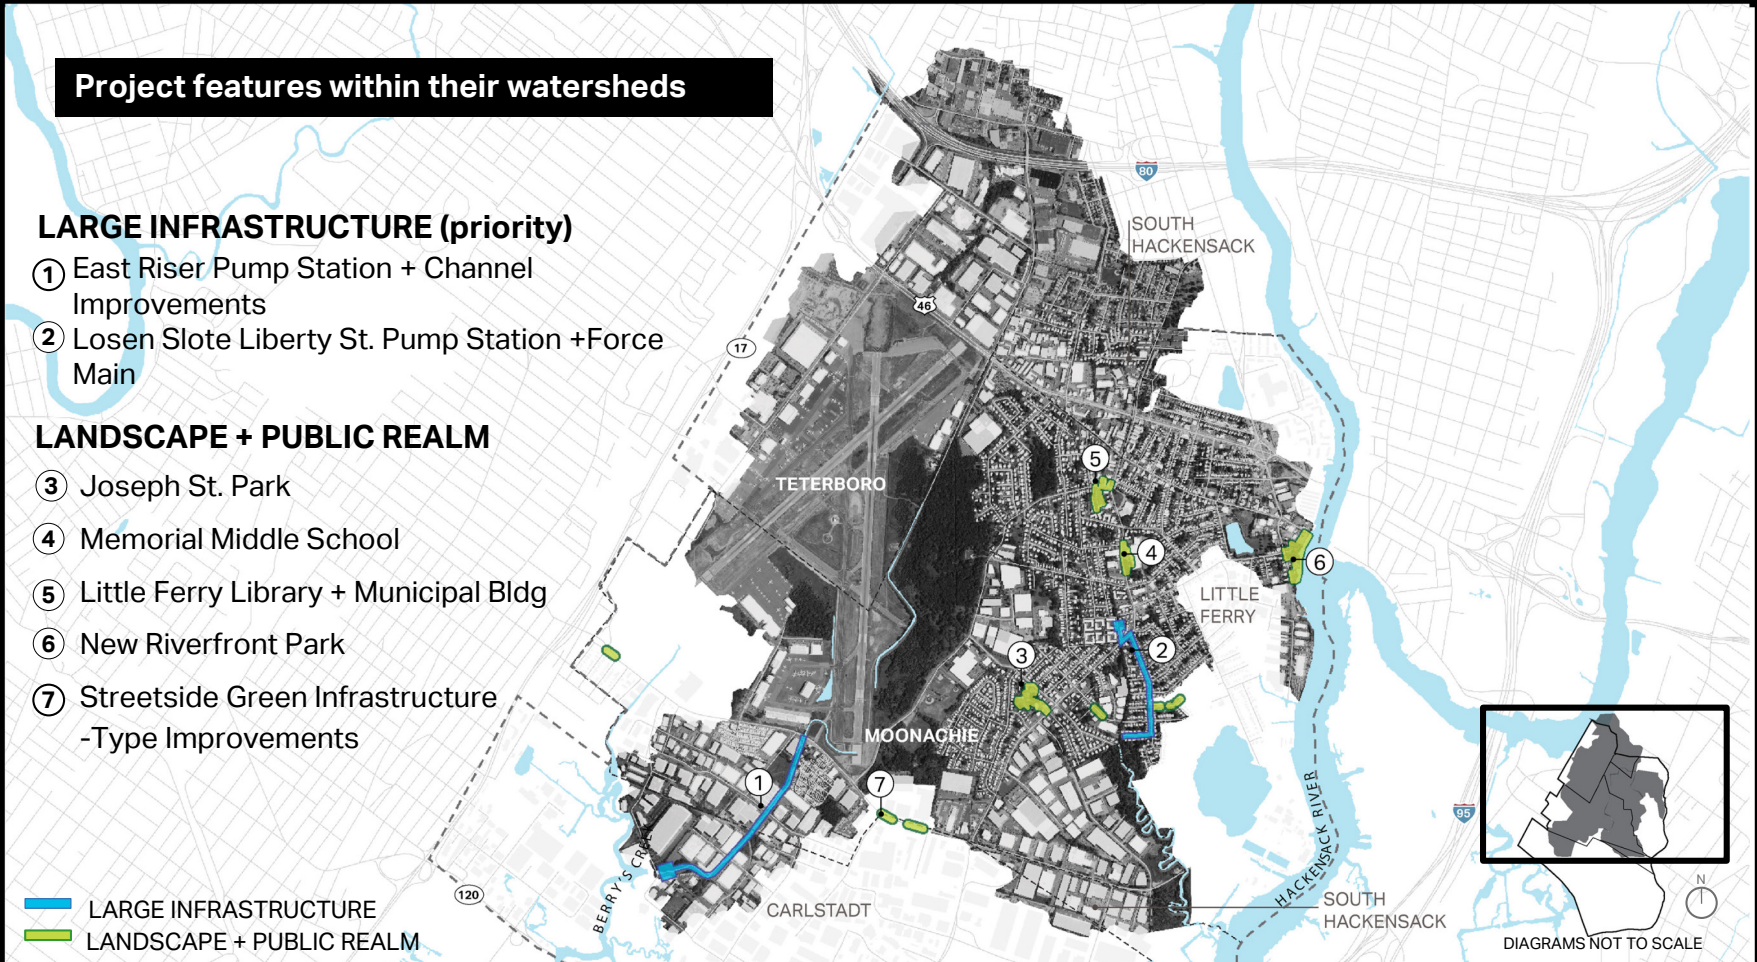 Project features within their watersheds
LARGE INFRASTRUCTURE (priority)
1 East Riser Pump Station + Channel
Improvements
2 Losen Slote Liberty St. Pump Station +Force
Main
LANDSCAPE + PUBLIC REALM
3 Joseph St. Park
4 Memorial Middle School
5 Little Ferry Library + Municipal Bldg
6 New Riverfront Park
7 Streetside Green Infrastructure
-Type Improvements
LARGE INFRASTRUCTURE
LANDSCAPE + PUBLIC REALM
80
SOUTH
HACKENSACK
46
17
TETERBORO
5
4
6
LITTLE
FERRY
2
3
MOONACHIE
1
7
BERRY'S CREEK
120
CARLSTADT
HACKENSACK RIVER
95
SOUTH
HACKENSACK
N
DIAGRAMS NOT TO SCALE